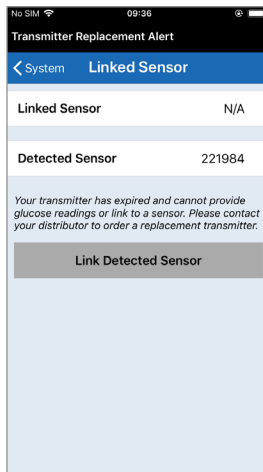 No SIM 09:36
Transmitter Replacement Alert
System Linked Sensor
Linked Sensor N/A
Detected Sensor 221984
Your transmitter has expired and cannot provide
glucose readings or link to a sensor. Please contact
your distributor to order a replacement transmitter.
Link Detected Sensor